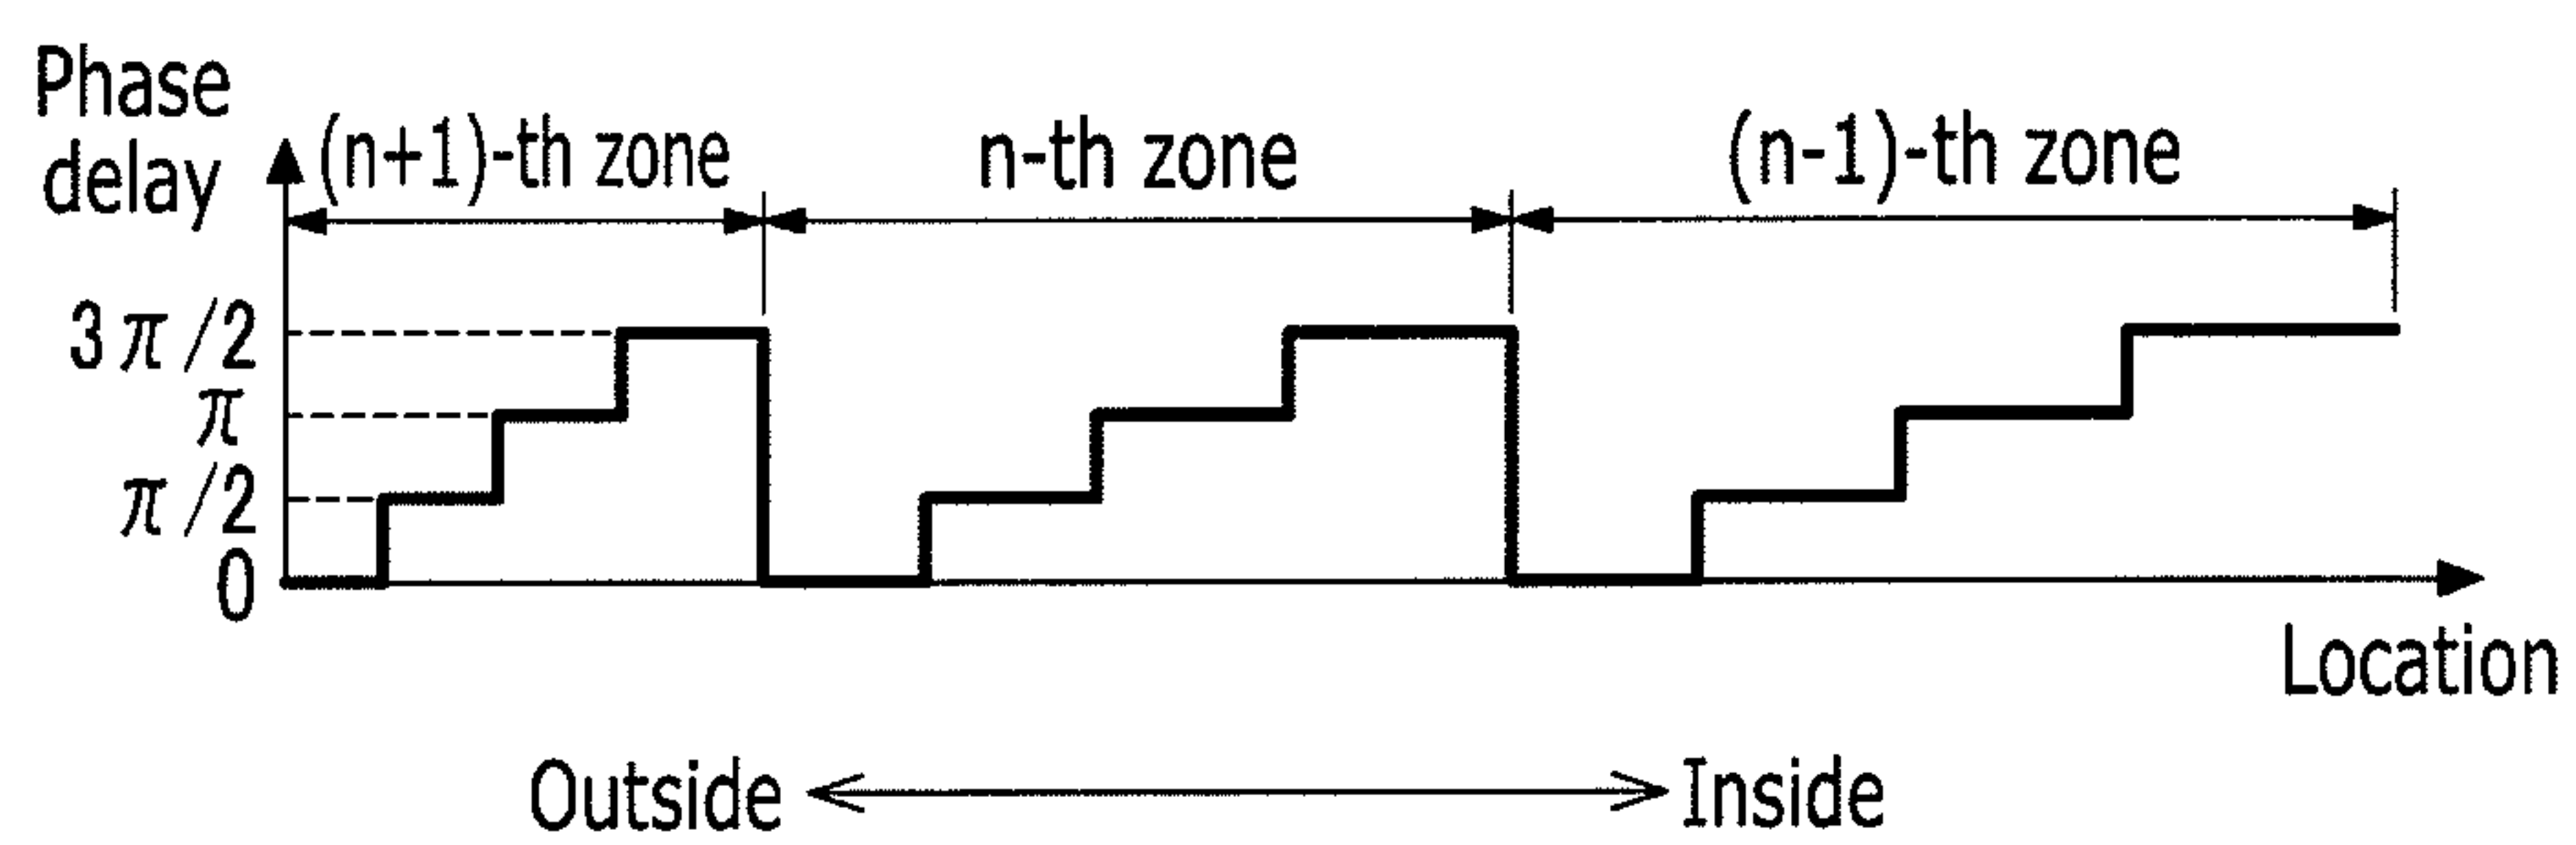 Phase
delay
(n+1)-th zone
n-th zone
(n-1)-th zone
3π/2
π
π/2
0
Location
Outside
Inside